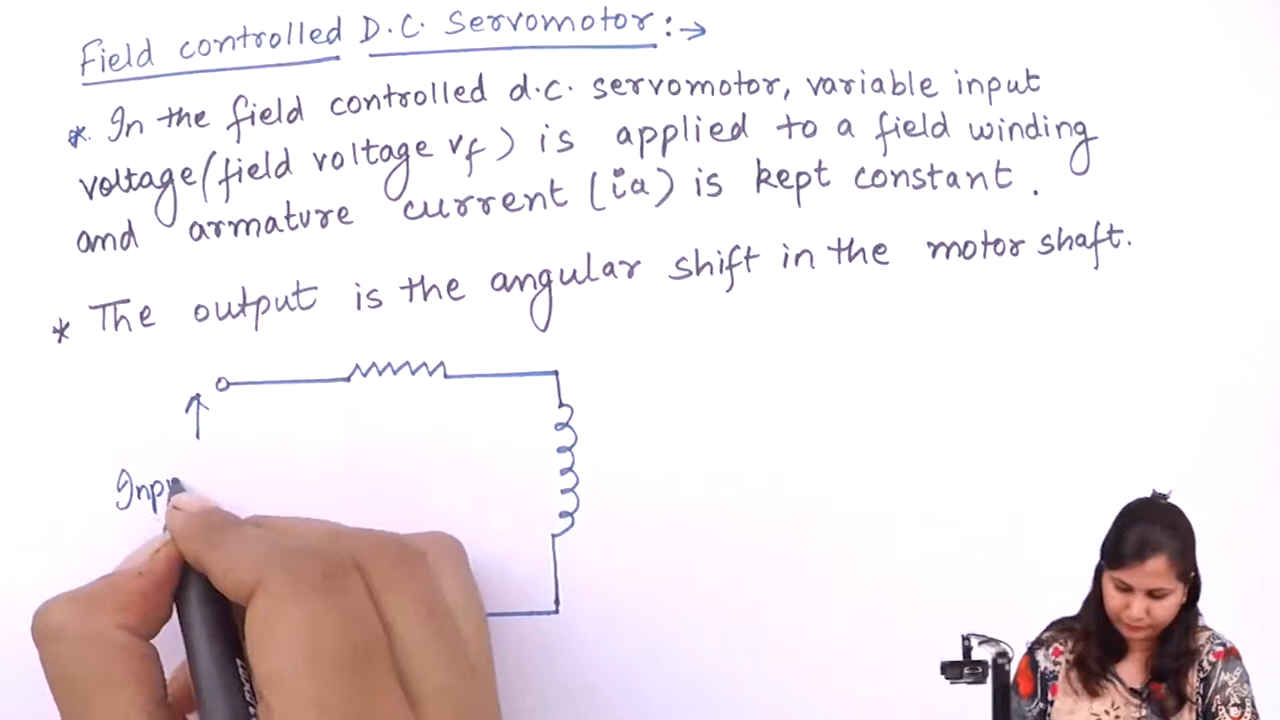 Field controlled D.C. Servomotor :→
* In the field controlled d.c. servomotor, variable input
voltage (field voltage vf) is applied to a field winding
and armature current (ia) is kept constant.
* The output is the angular shift in the motor shaft.
Inp